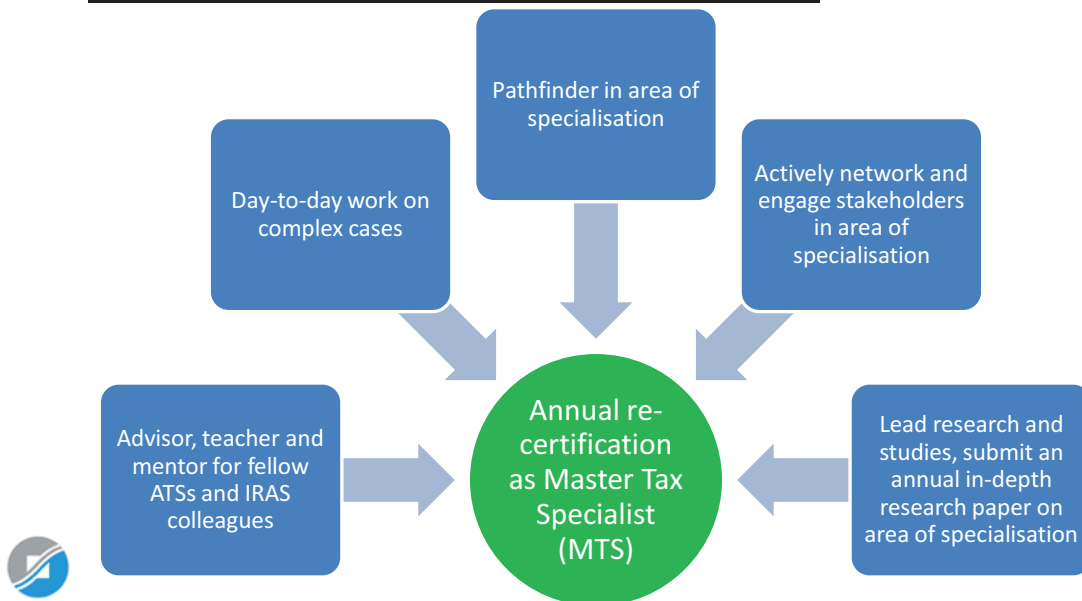 Pathfinder in area of
specialisation
Day-to-day work on
complex cases
Actively network and
engage stakeholders
in area of
specialisation
Advisor, teacher and
mentor for fellow
ATSs and IRAS
colleagues
Annual re-
certification
as Master Tax
Specialist
(MTS)
Lead research and
studies, submit an
annual in-depth
research paper on
area of specialisation